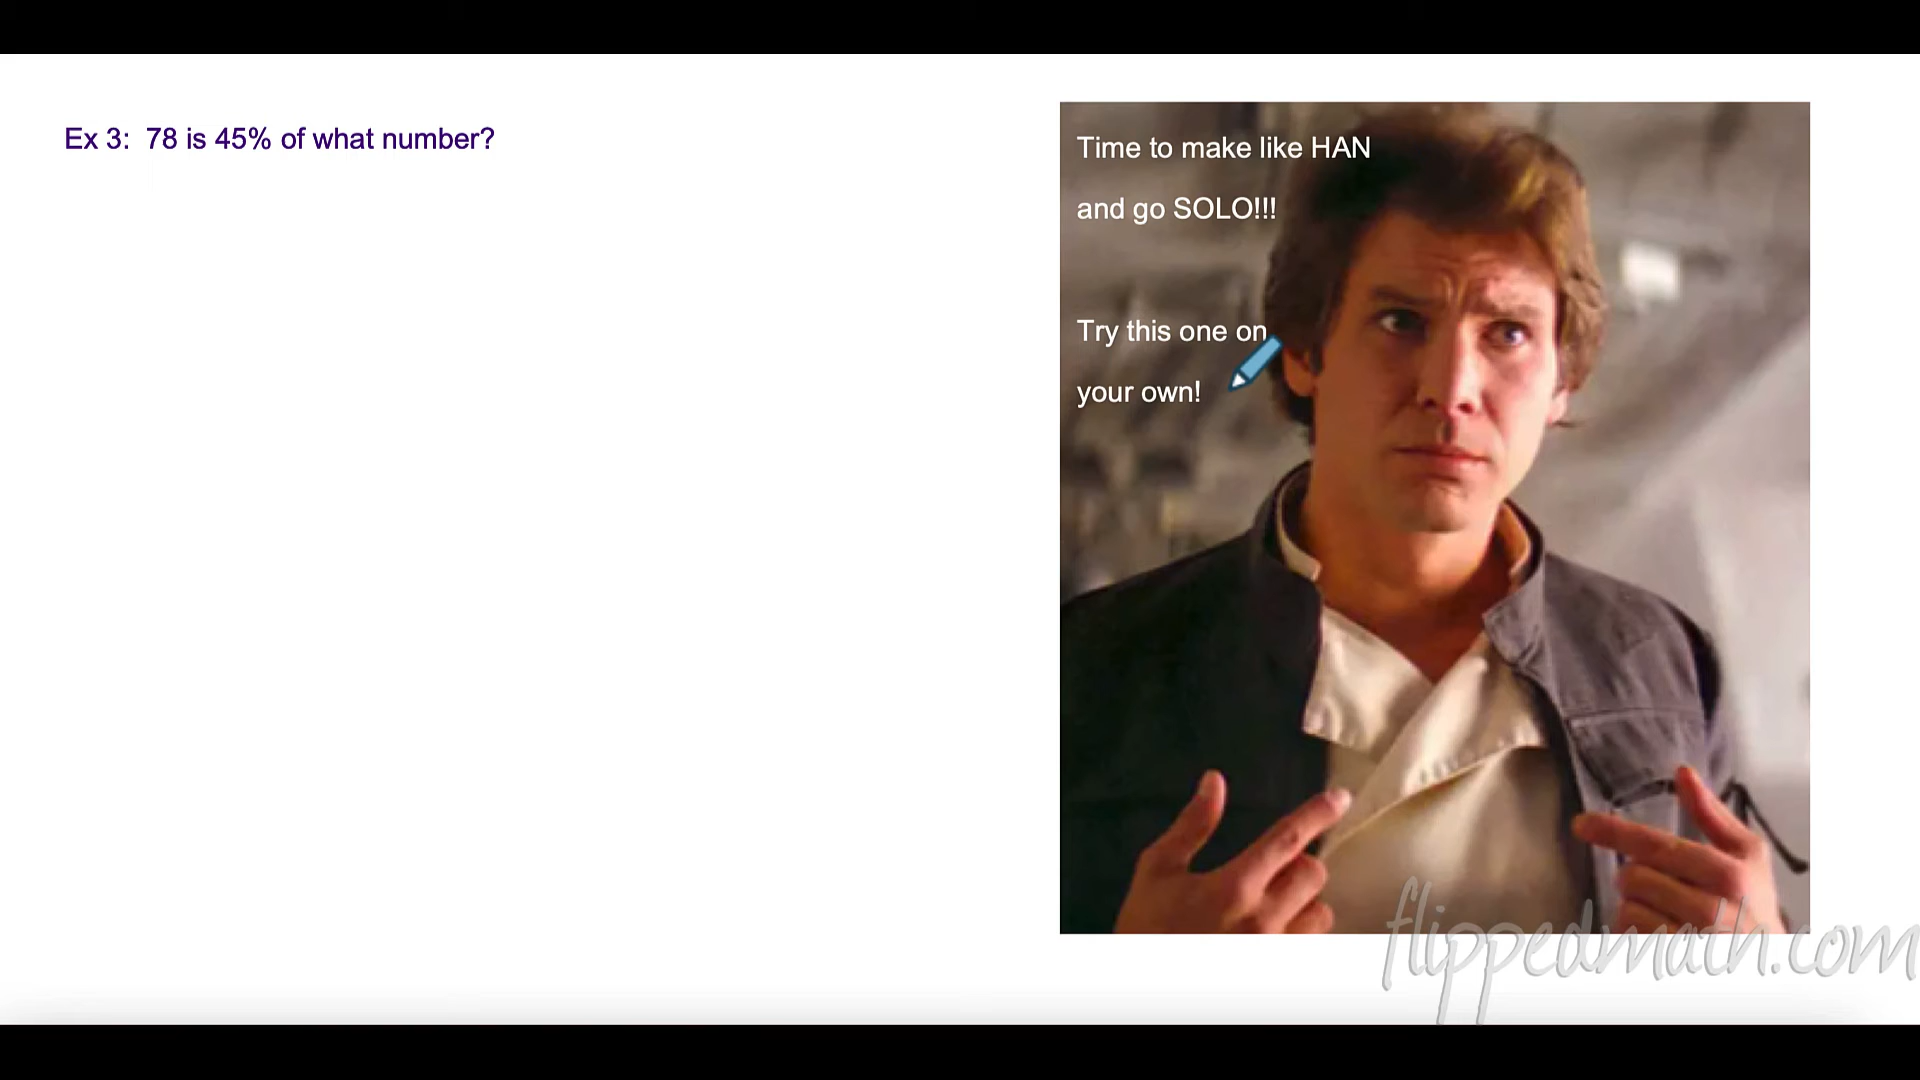 Ex 3: 78 is 45% of what number?
Time to make like HAN
and go SOLO!!!
Try this one on
your own!
flippedmath.com